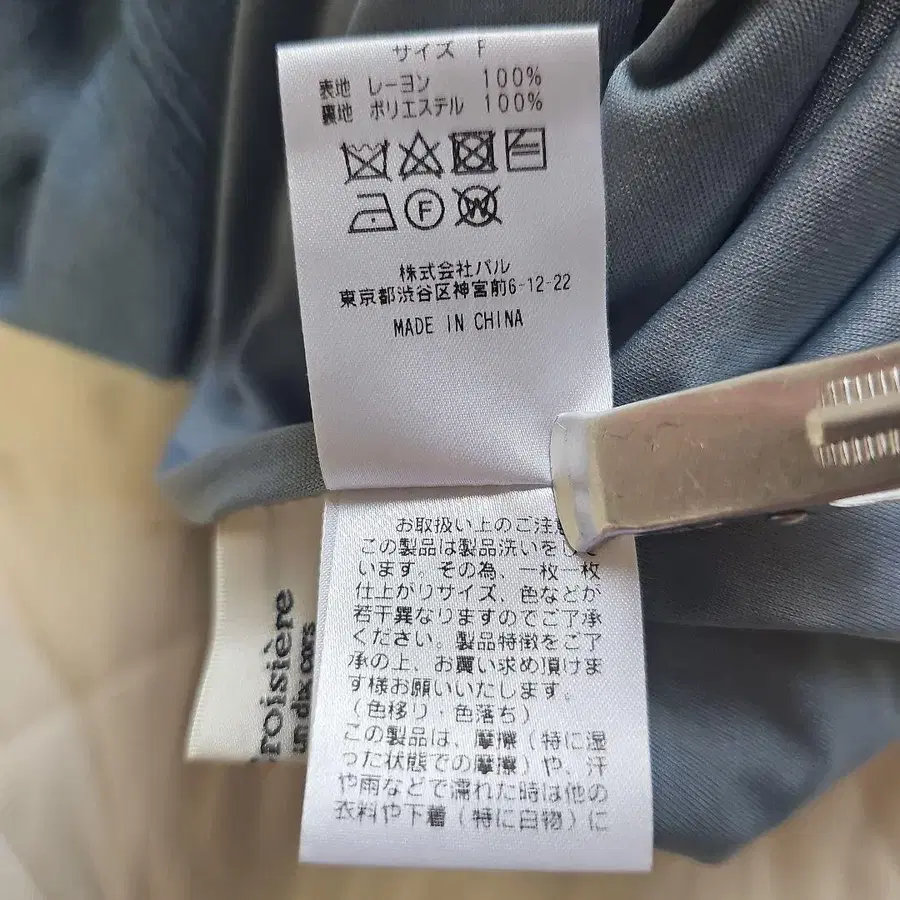 サイズ F
表地 レーヨン 100%
裏地 ポリエステル 100%
F
W
株式会社パル
東京都渋谷区神宮前6-12-22
MADE IN CHINA
お取扱い上のご注意
この製品は製品洗いをして
います。その為、一枚一枚
仕上がりサイズ、色などが
若干異なりますのでご了承
ください。製品特徴をご了
承の上、お買い求め頂けま
す様お願いいたします。
(色移り・色落ち)
この製品は、摩擦(特に湿
った状態での摩擦)や、汗
や雨などで濡れた時は他の
衣料や下着(特に白物)に
roisière
un dix cors